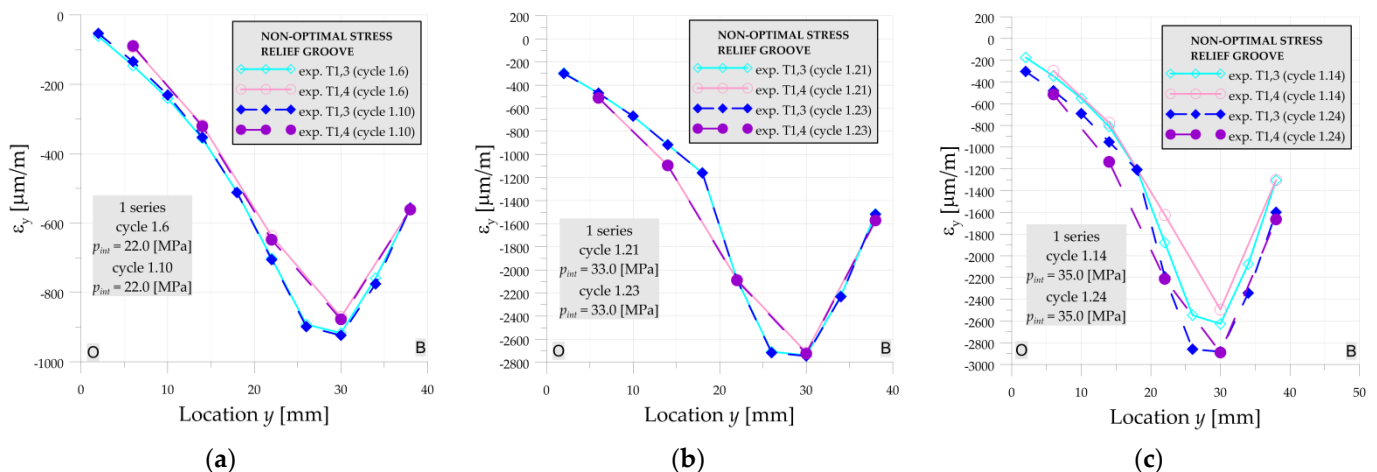 0
-200
-400
-600
-800
-1000
ε_y [µm/m]
NON-OPTIMAL STRESS
RELIEF GROOVE
exp. T1,3 (cycle 1.6)
exp. T1,4 (cycle 1.6)
exp. T1,3 (cycle 1.10)
exp. T1,4 (cycle 1.10)
1 series
cycle 1.6
p_int = 22.0 [MPa]
cycle 1.10
p_int = 22.0 [MPa]
O
B
0 10 20 30 40
Location y [mm]
(a)
200
0
-200
-400
-600
-800
-1000
-1200
-1400
-1600
-1800
-2000
-2200
-2400
-2600
-2800
ε_y [µm/m]
NON-OPTIMAL STRESS
RELIEF GROOVE
exp. T1,3 (cycle 1.21)
exp. T1,4 (cycle 1.21)
exp. T1,3 (cycle 1.23)
exp. T1,4 (cycle 1.23)
1 series
cycle 1.21
p_int = 33.0 [MPa]
cycle 1.23
p_int = 33.0 [MPa]
O
B
0 10 20 30 40
Location y [mm]
(b)
200
0
-200
-400
-600
-800
-1000
-1200
-1400
-1600
-1800
-2000
-2200
-2400
-2600
-2800
-3000
ε_y [µm/m]
NON-OPTIMAL STRESS
RELIEF GROOVE
exp. T1,3 (cycle 1.14)
exp. T1,4 (cycle 1.14)
exp. T1,3 (cycle 1.24)
exp. T1,4 (cycle 1.24)
1 series
cycle 1.14
p_int = 35.0 [MPa]
cycle 1.24
p_int = 35.0 [MPa]
O
B
0 10 20 30 40 50
Location y [mm]
(c)